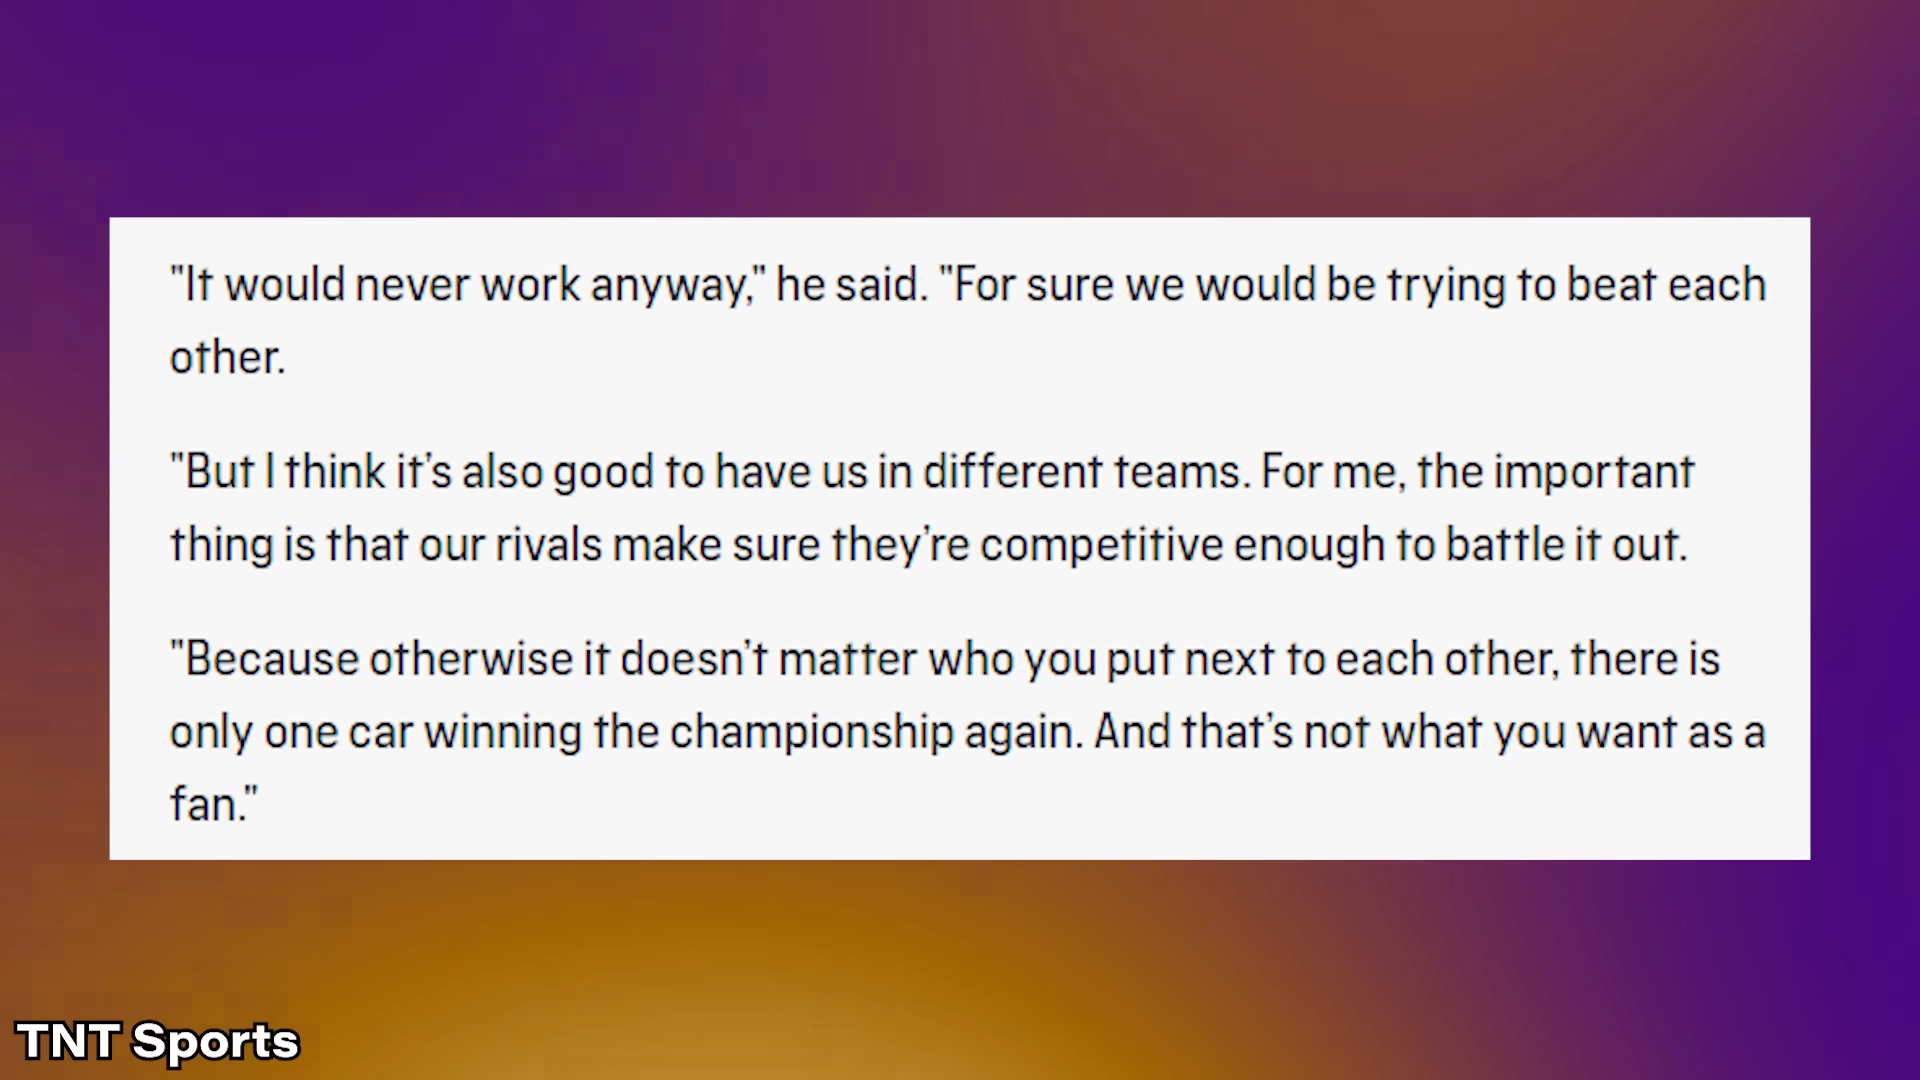 "It would never work anyway," he said. "For sure we would be trying to beat each
other.
"But I think it’s also good to have us in different teams. For me, the important
thing is that our rivals make sure they’re competitive enough to battle it out.
"Because otherwise it doesn’t matter who you put next to each other, there is
only one car winning the championship again. And that’s not what you want as a
fan."
TNT Sports